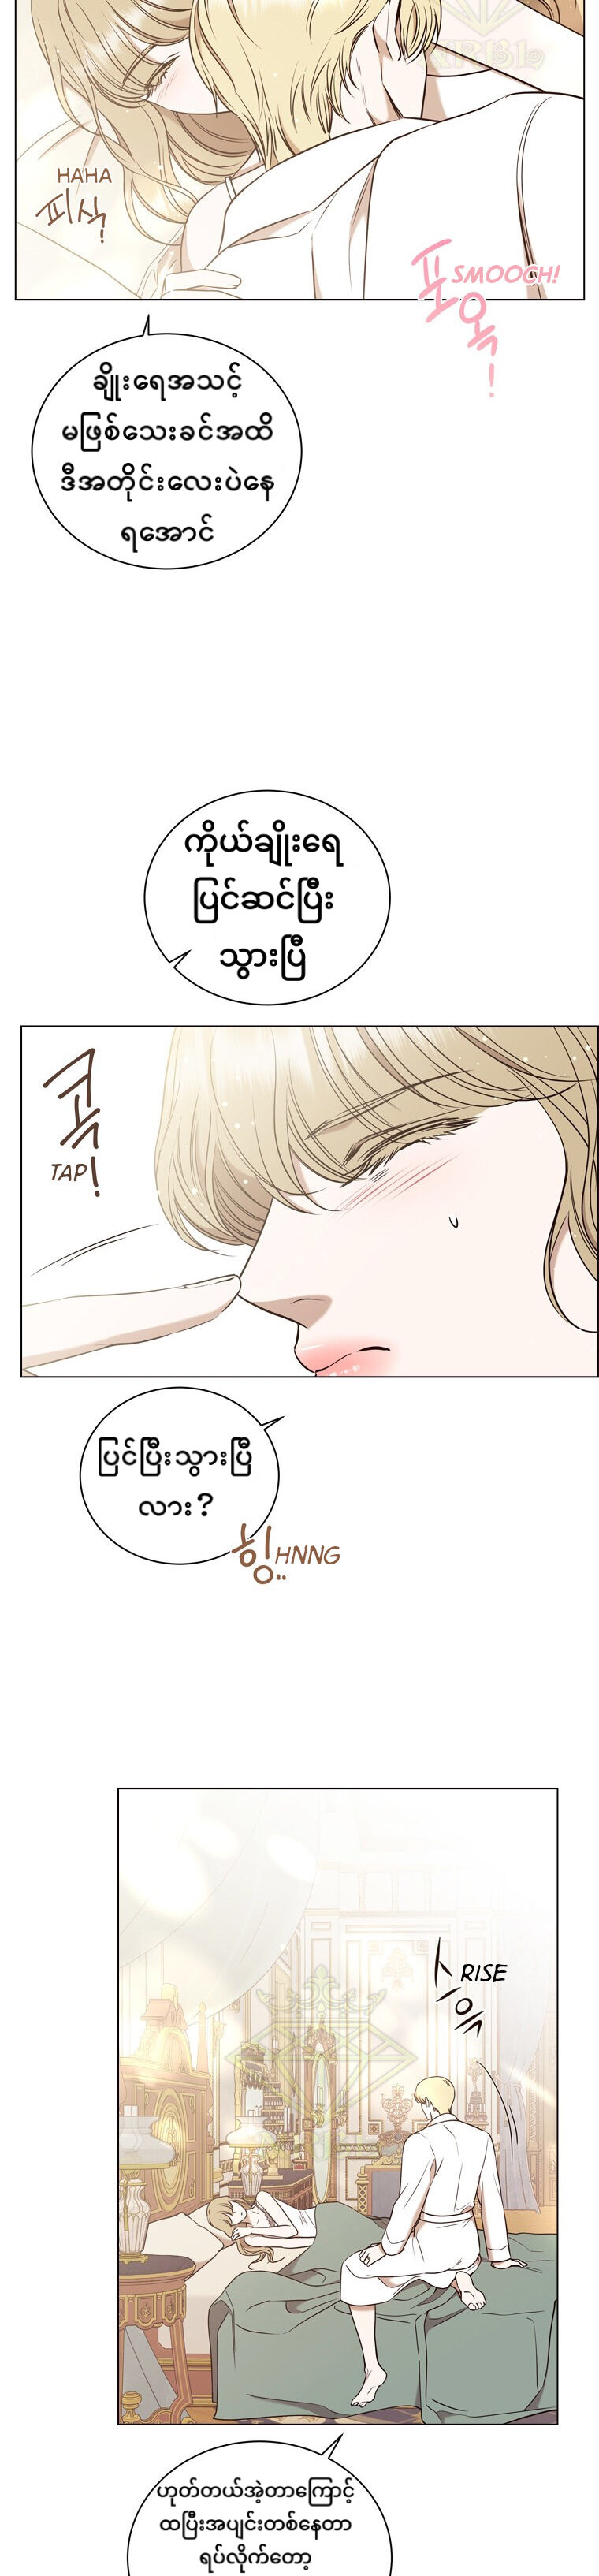 NRBL
HAHA
피식
SMOOCH!
포옥!
ချိုးရေအသင့်
မဖြစ်သေးခင်အထိ
ဒီအတိုင်းလေးပဲနေ
ရအောင်
ကိုယ်ချိုးရေ
ပြင်ဆင်ပြီး
သွားပြီ
콕!
TAP
ပြင်ပြီးသွားပြီ
လား?
힝..
HNNG
스윽
RISE
ဟုတ်တယ်အဲ့တာကြောင့်
ထပြီးအပျင်းတစ်နေတာ
ရပ်လိုက်တော့